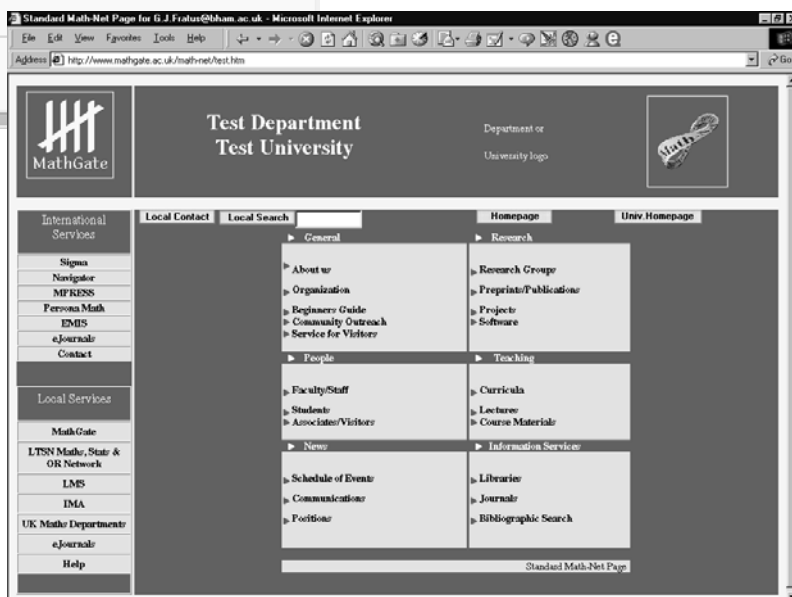 Standard Math-Net Page for G.J.Fratus@bham.ac.uk - Microsoft Internet Explorer
File Edit View Favorites Tools Help
Address http://www.mathgate.ac.uk/math-net/test.htm Go
MathGate
Test Department
Test University
Department or
University logo
International
Services
Sigma
Navigator
MPRESS
Persona Math
EMIS
eJournals
Contact
Local Services
MathGate
LTSN Maths, Stats &
OR Network
LMS
IMA
UK Maths Departments
eJournals
Help
Local Contact Local Search Homepage Univ.Homepage
General
About us
Organization
Beginners Guide
Community Outreach
Service for Visitors
Research
Research Groups
Preprints/Publications
Projects
Software
People
Faculty/Staff
Students
Associates/Visitors
Teaching
Curricula
Lectures
Course Materials
News
Schedule of Events
Communications
Positions
Information Services
Libraries
Journals
Bibliographic Search
Standard Math-Net Page